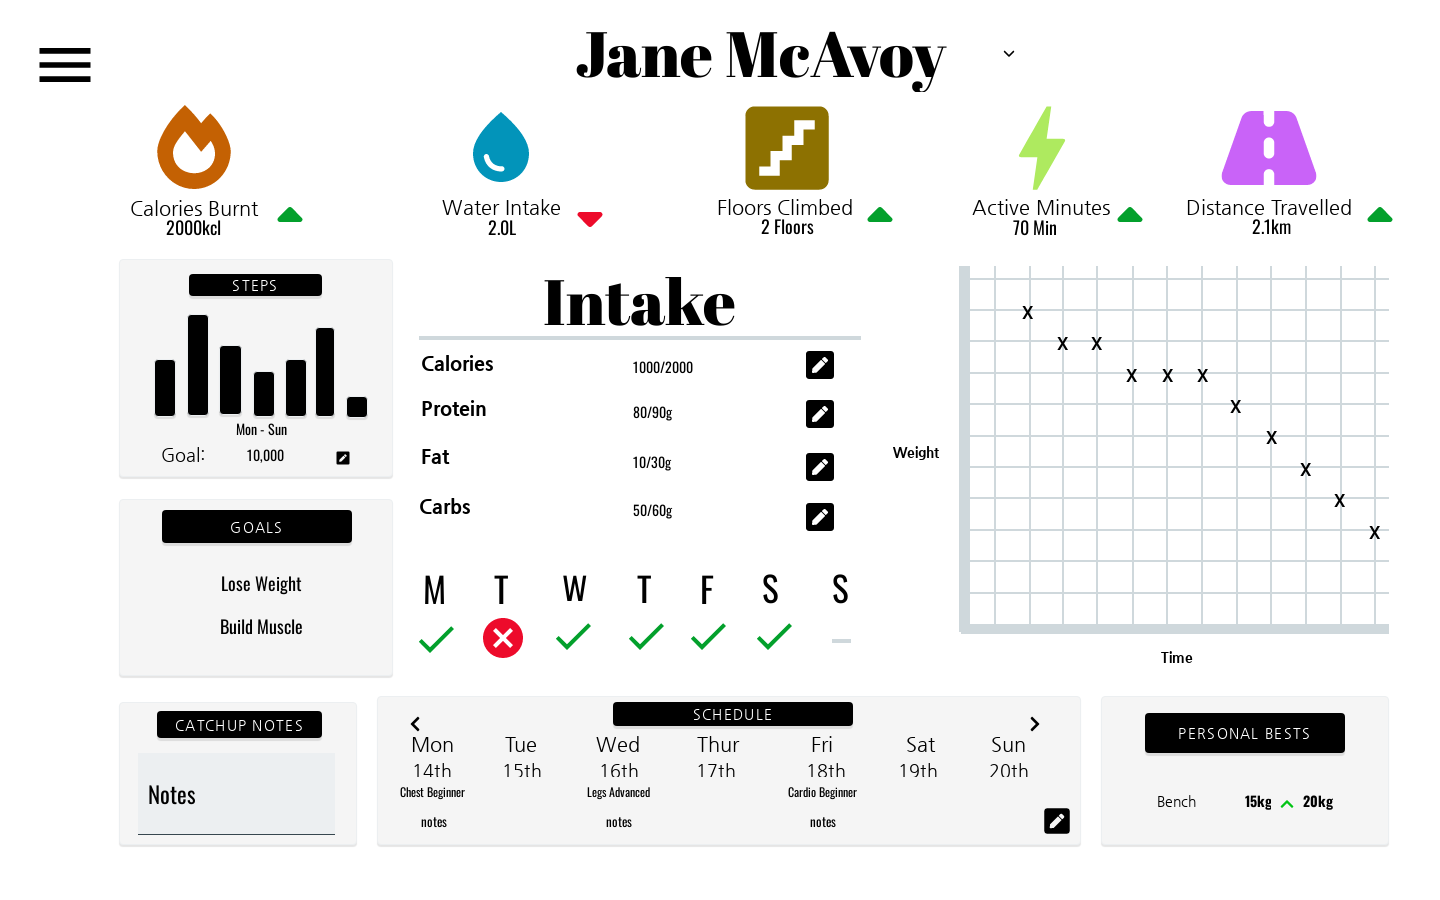 Jane McAvoy
Calories Burnt
2000kcl
Water Intake
2.0L
Floors Climbed
2 Floors
Active Minutes
70 Min
Distance Travelled
2.1km
STEPS
Mon - Sun
Goal:
10,000
GOALS
Lose Weight
Build Muscle
Intake
Calories
1000/2000
Protein
80/90g
Fat
10/30g
Carbs
50/60g
M T W T F S S
Weight
X
X X
X X X
X
X
X
X
X
Time
CATCHUP NOTES
Notes
SCHEDULE
Mon Tue Wed Thur Fri Sat Sun
14th 15th 16th 17th 18th 19th 20th
Chest Beginner Legs Advanced Cardio Beginner
notes notes notes
PERSONAL BESTS
Bench 15kg 20kg